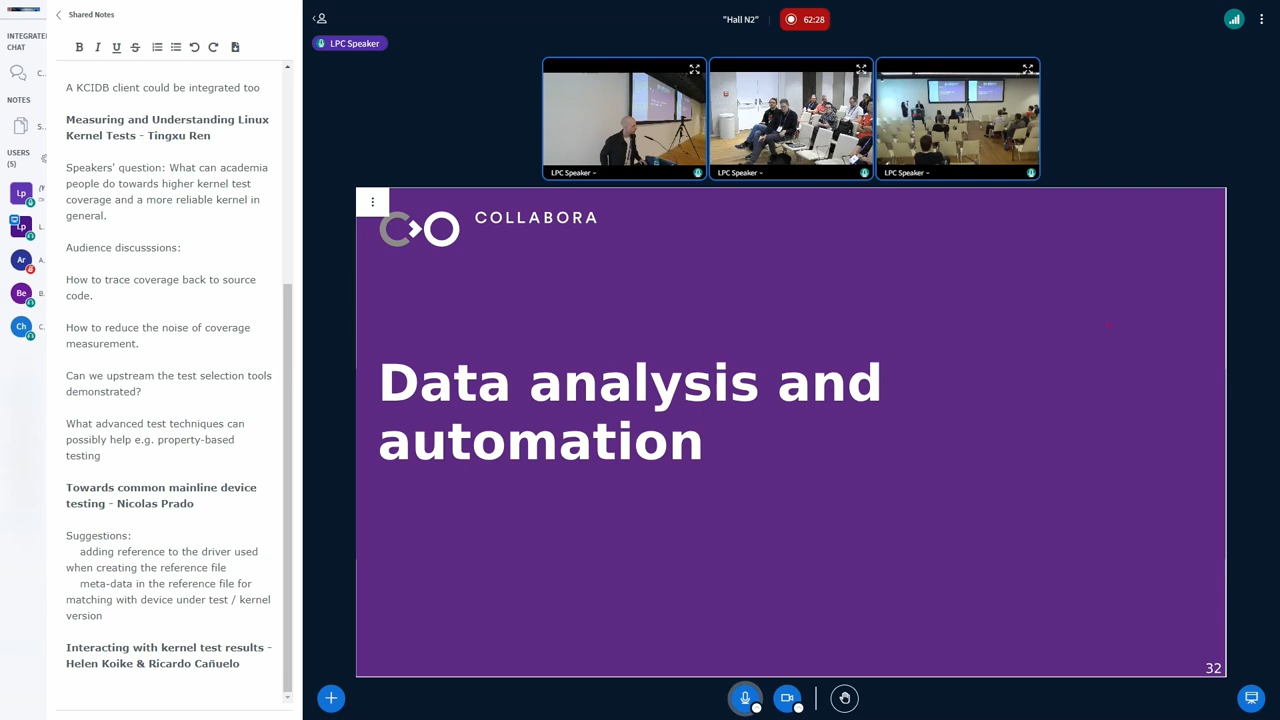 INTEGRATE
CHAT
C..
NOTES
S..
USERS
(5)
Lp
(M
Lp
L..
Ar
A.
Be
B.
Ch
C.
Shared Notes
B I U S
A KCIDB client could be integrated too
Measuring and Understanding Linux
Kernel Tests - Tingxu Ren
Speakers' question: What can academia
people do towards higher kernel test
coverage and a more reliable kernel in
general.
Audience discusssions:
How to trace coverage back to source
code.
How to reduce the noise of coverage
measurement.
Can we upstream the test selection tools
demonstrated?
What advanced test techniques can
possibly help e.g. property-based
testing
Towards common mainline device
testing - Nicolas Prado
Suggestions:
adding reference to the driver used
when creating the reference file
meta-data in the reference file for
matching with device under test / kernel
version
Interacting with kernel test results -
Helen Koike & Ricardo Cañuelo
"Hall N2"
62:28
LPC Speaker
LPC Speaker
LPC Speaker
LPC Speaker
COLLABORA
Data analysis and
automation
32